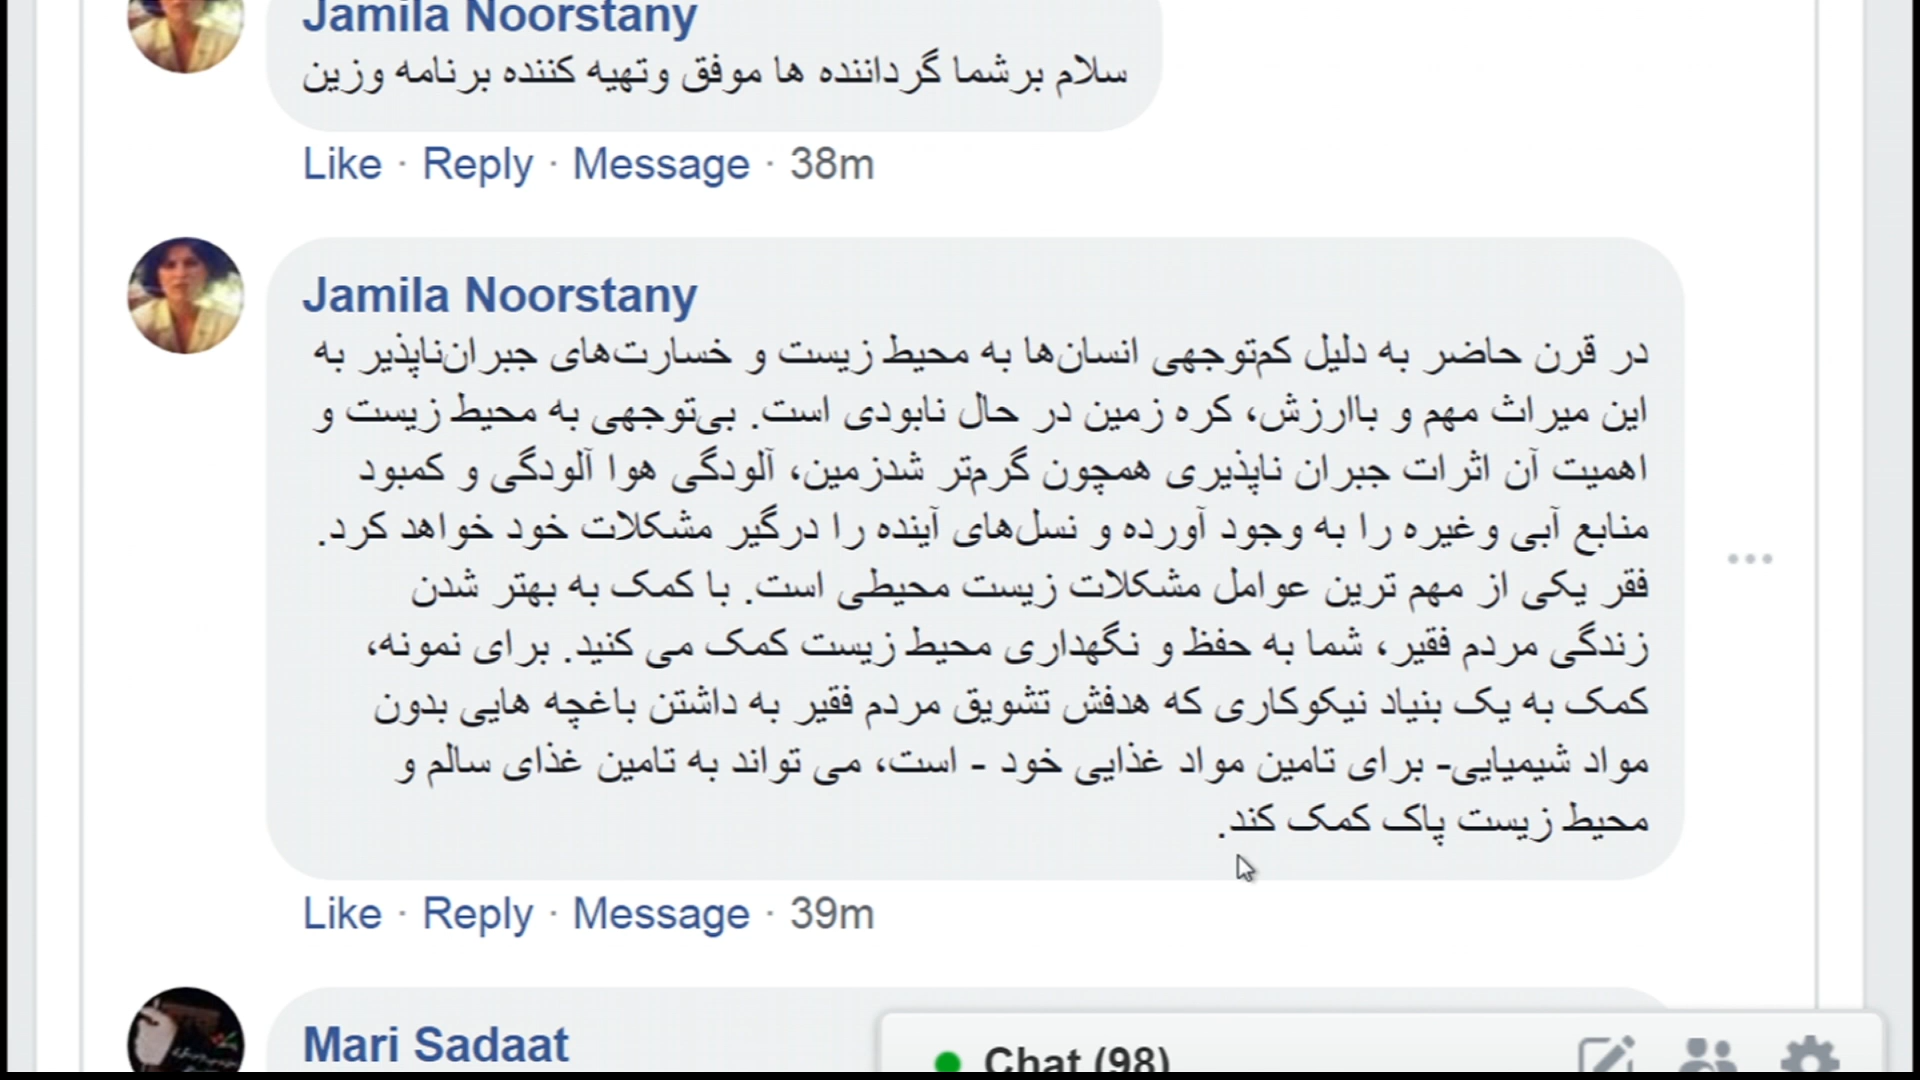 Jamila Noorstany
سلام برشما گرداننده ها موفق وتهیه کننده برنامه وزین
Like · Reply · Message · 38m
Jamila Noorstany
در قرن حاضر به دلیل کم‌توجهی انسان‌ها به محیط زیست و خسارت‌های جبران‌ناپذیر به
این میراث مهم و باارزش، کره زمین در حال نابودی است. بی‌توجهی به محیط زیست و
اهمیت آن اثرات جبران ناپذیری همچون گرم‌تر شدزمین، آلودگی هوا آلودگی و کمبود
منابع آبی وغیره را به وجود آورده و نسل‌های آینده را درگیر مشکلات خود خواهد کرد.
فقر یکی از مهم ترین عوامل مشکلات زیست محیطی است. با کمک به بهتر شدن
زندگی مردم فقیر، شما به حفظ و نگهداری محیط زیست کمک می کنید. برای نمونه،
کمک به یک بنیاد نیکوکاری که هدفش تشویق مردم فقیر به داشتن باغچه هایی بدون
مواد شیمیایی- برای تامین مواد غذایی خود - است، می تواند به تامین غذای سالم و
محیط زیست پاک کمک کند.
Like · Reply · Message · 39m
Mari Sadaat
Chat (98)